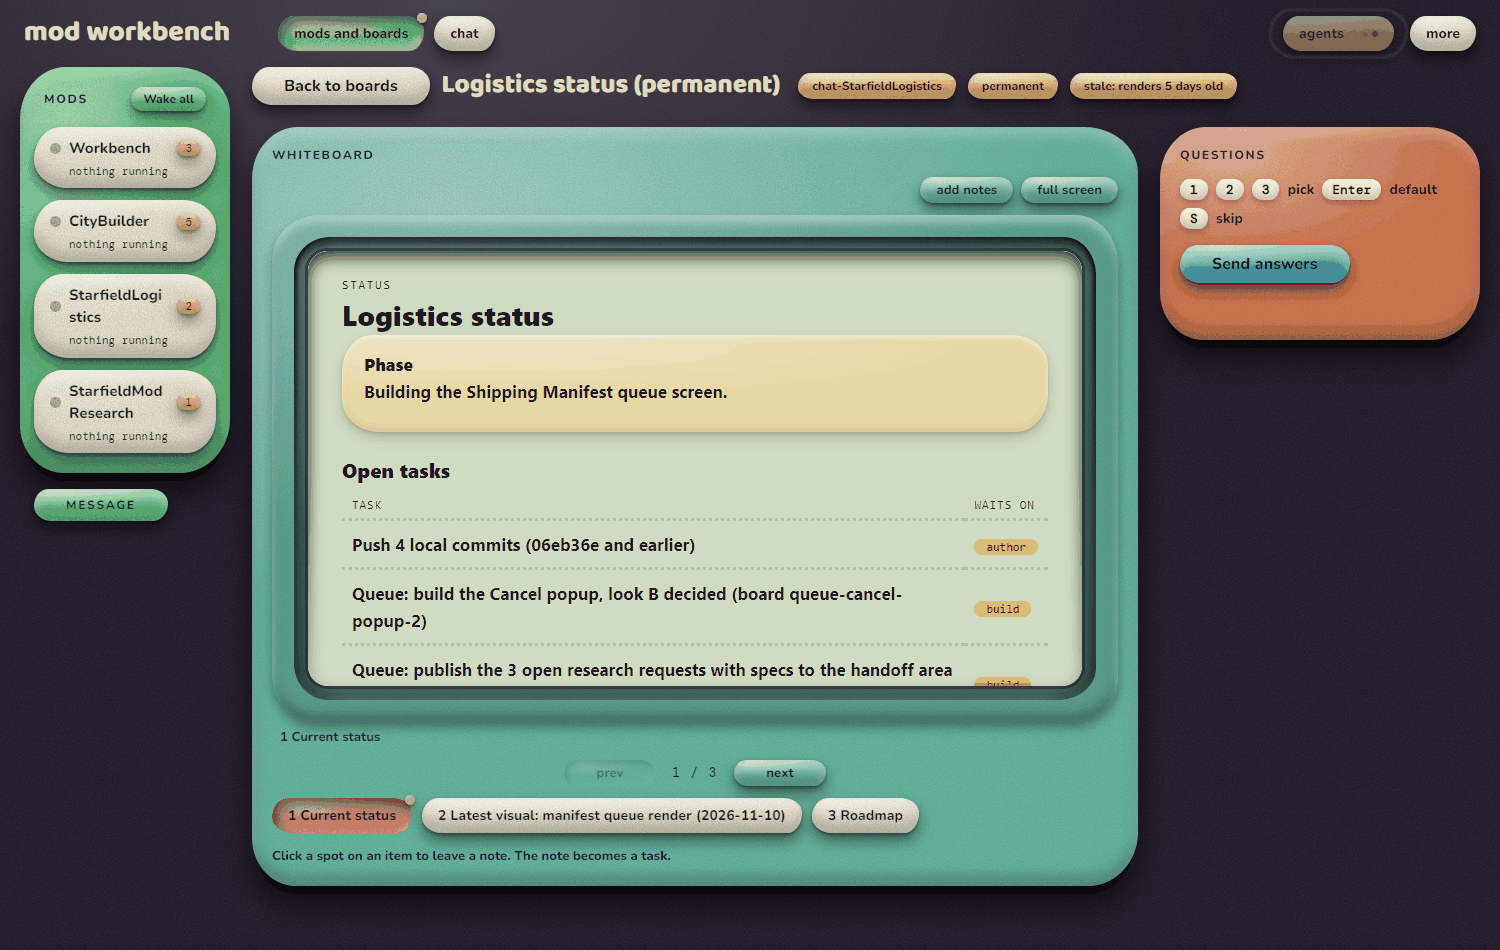 mod workbench
mods and boards
chat
agents
more
MODS
Wake all
Workbench
3
nothing running
CityBuilder
5
nothing running
StarfieldLogi
stics
2
nothing running
StarfieldMod
Research
1
nothing running
MESSAGE
Back to boards
Logistics status (permanent)
chat-StarfieldLogistics
permanent
stale: renders 5 days old
WHITEBOARD
add notes
full screen
STATUS
Logistics status
Phase
Building the Shipping Manifest queue screen.
Open tasks
TASK
WAITS ON
Push 4 local commits (06eb36e and earlier)
author
Queue: build the Cancel popup, look B decided (board queue-cancel-
popup-2)
build
Queue: publish the 3 open research requests with specs to the handoff area
build
1 Current status
prev
1 / 3
next
1 Current status
2 Latest visual: manifest queue render (2026-11-10)
3 Roadmap
Click a spot on an item to leave a note. The note becomes a task.
QUESTIONS
1 2 3 pick Enter default
S skip
Send answers